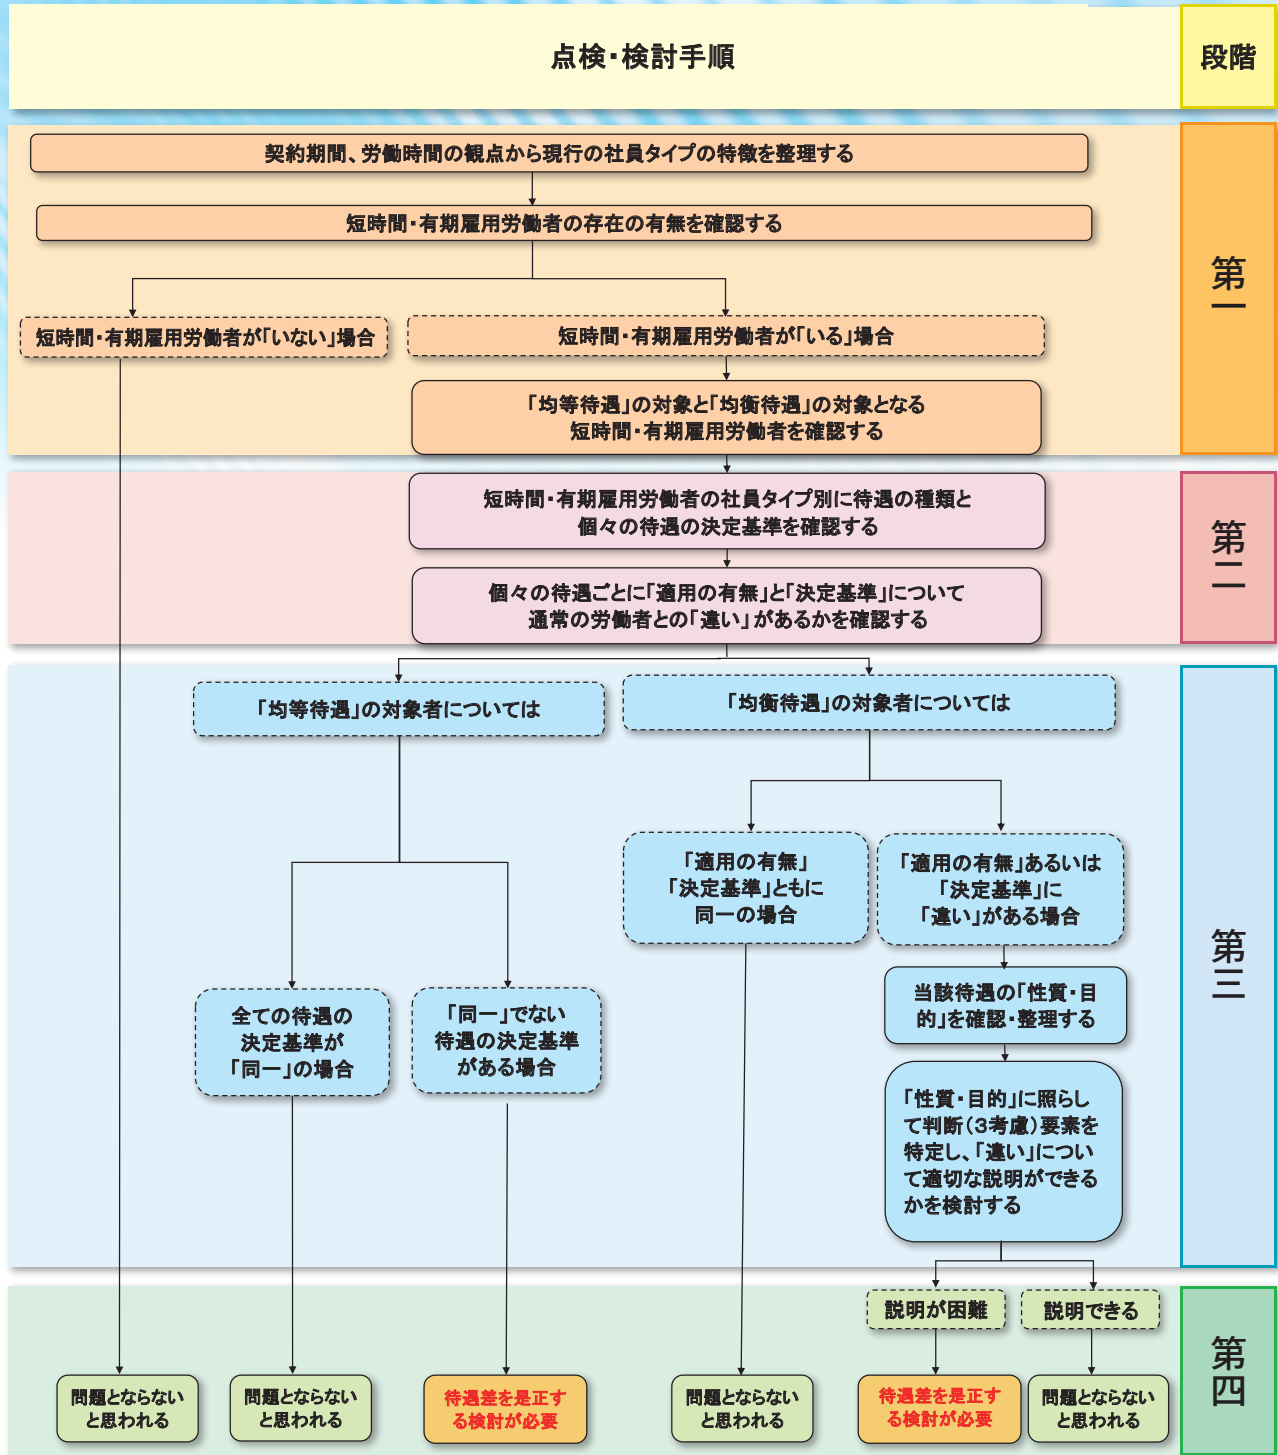 点検・検討手順
段階
契約期間、労働時間の観点から現行の社員タイプの特徴を整理する
短時間・有期雇用労働者の存在の有無を確認する
短時間・有期雇用労働者が「いない」場合
短時間・有期雇用労働者が「いる」場合
「均等待遇」の対象と「均衡待遇」の対象となる
短時間・有期雇用労働者を確認する
第一
短時間・有期雇用労働者の社員タイプ別に待遇の種類と
個々の待遇の決定基準を確認する
個々の待遇ごとに「適用の有無」と「決定基準」について
通常の労働者との「違い」があるかを確認する
第二
「均等待遇」の対象者については
「均衡待遇」の対象者については
「適用の有無」
「決定基準」ともに
同一の場合
「適用の有無」あるいは
「決定基準」に
「違い」がある場合
全ての待遇の
決定基準が
「同一」の場合
「同一」でない
待遇の決定基準
がある場合
当該待遇の「性質・目
的」を確認・整理する
「性質・目的」に照らし
て判断(3考慮)要素を
特定し、「違い」につい
て適切な説明ができる
かを検討する
第三
説明が困難
説明できる
問題とならない
と思われる
問題とならない
と思われる
待遇差を是正す
る検討が必要
問題とならない
と思われる
待遇差を是正す
る検討が必要
問題とならない
と思われる
第四